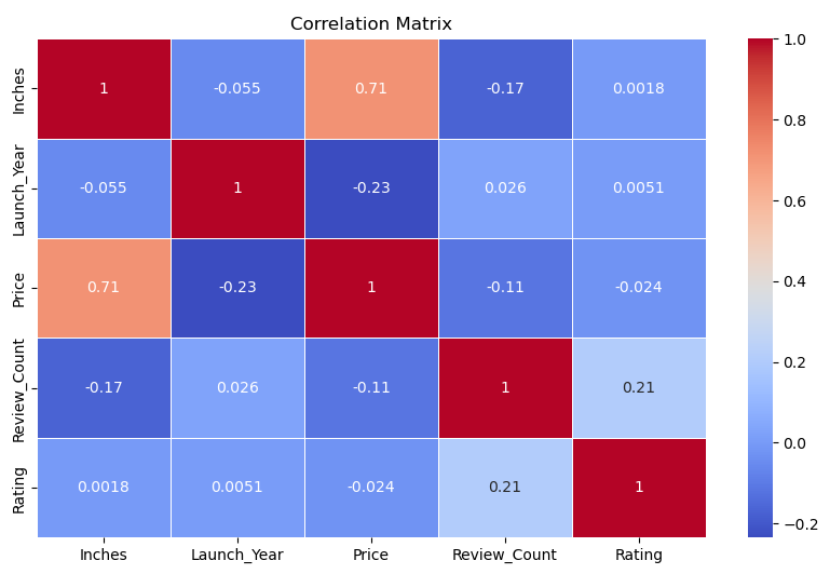 Correlation Matrix
Inches 1 -0.055 0.71 -0.17 0.0018
Launch_Year -0.055 1 -0.23 0.026 0.0051
Price 0.71 -0.23 1 -0.11 -0.024
Review_Count -0.17 0.026 -0.11 1 0.21
Rating 0.0018 0.0051 -0.024 0.21 1
Inches Launch_Year Price Review_Count Rating
1.0
0.8
0.6
0.4
0.2
0.0
−0.2